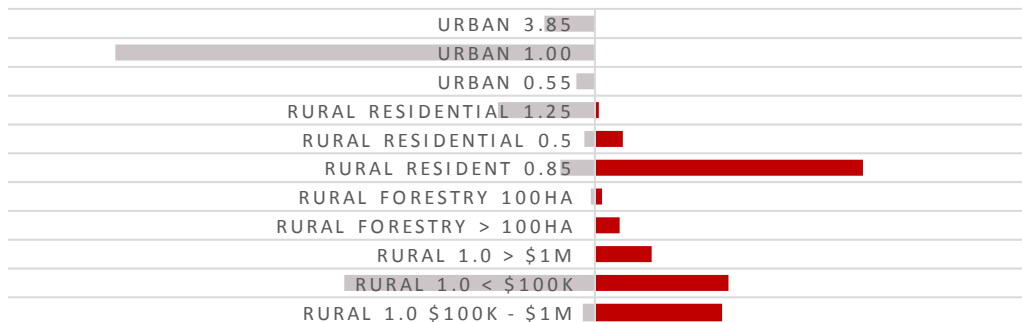 URBAN 3.85
URBAN 1.00
URBAN 0.55
RURAL RESIDENTIAL 1.25
RURAL RESIDENTIAL 0.5
RURAL RESIDENT 0.85
RURAL FORESTRY 100HA
RURAL FORESTRY > 100HA
RURAL 1.0 > $1M
RURAL 1.0 < $100K
RURAL 1.0 $100K - $1M